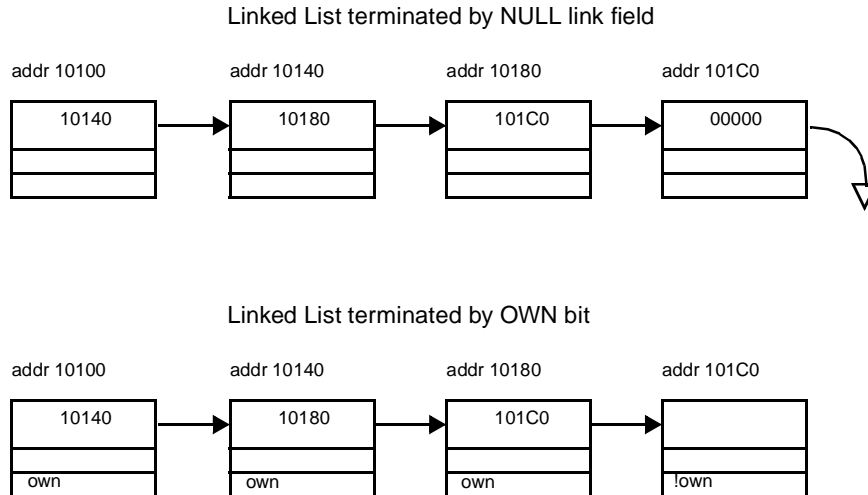 Linked List terminated by NULL link field
addr 10100 addr 10140 addr 10180 addr 101C0
10140 10180 101C0 00000
Linked List terminated by OWN bit
addr 10100 addr 10140 addr 10180 addr 101C0
10140 10180 101C0
own own own !own